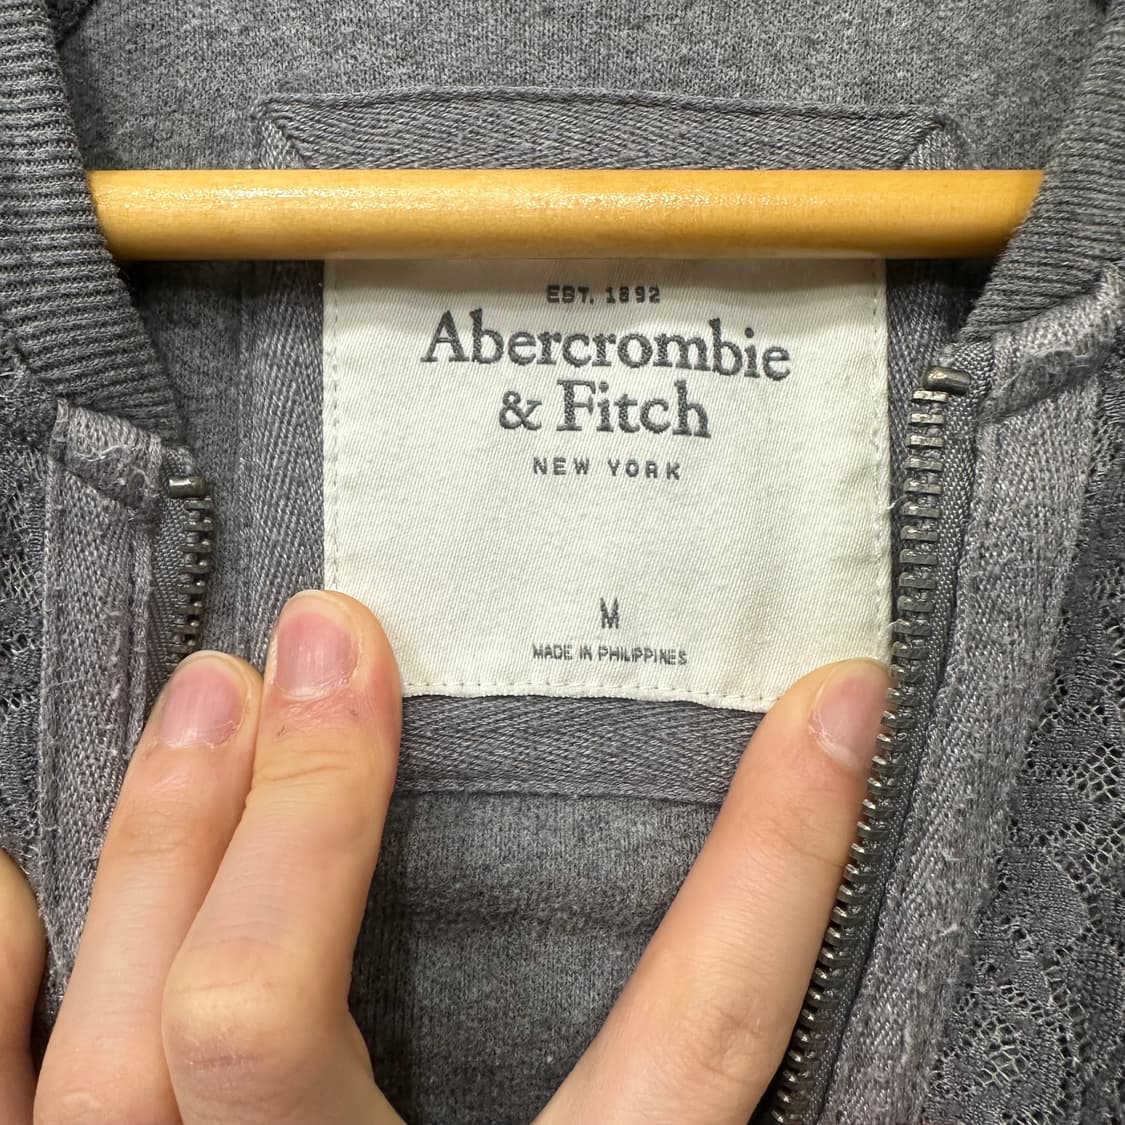 EST. 1892
Abercrombie
& Fitch
NEW YORK
M
MADE IN PHILIPPINES